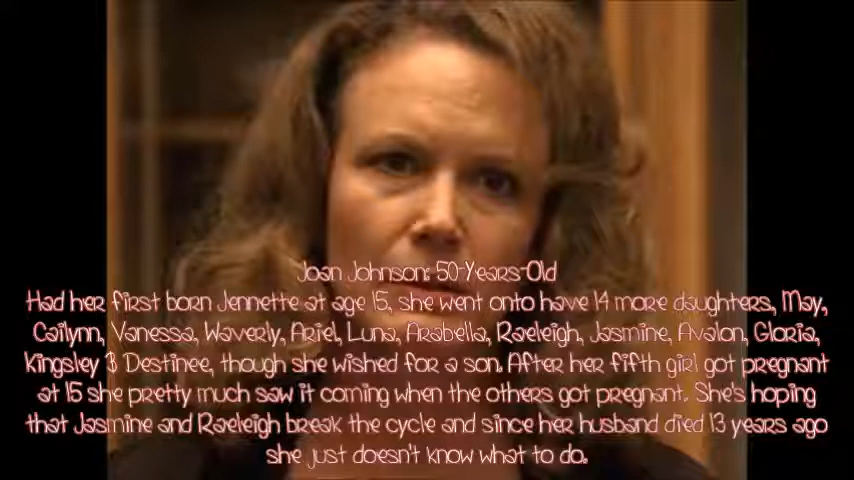 Joan Johnson: 50-Years-Old
Had her first born Jennette at age 15, she went onto have 14 more daughters, May,
Cailynn, Vanessa, Waverly, Ariel, Luna, Arabella, Raeleigh, Jasmine, Avalon, Gloria,
Kingsley & Destinee, though she wished for a son. After her fifth girl got pregnant
at 15 she pretty much saw it coming when the others got pregnant. She's hoping
that Jasmine and Raeleigh break the cycle and since her husband died 13 years ago
she just doesn't know what to do.